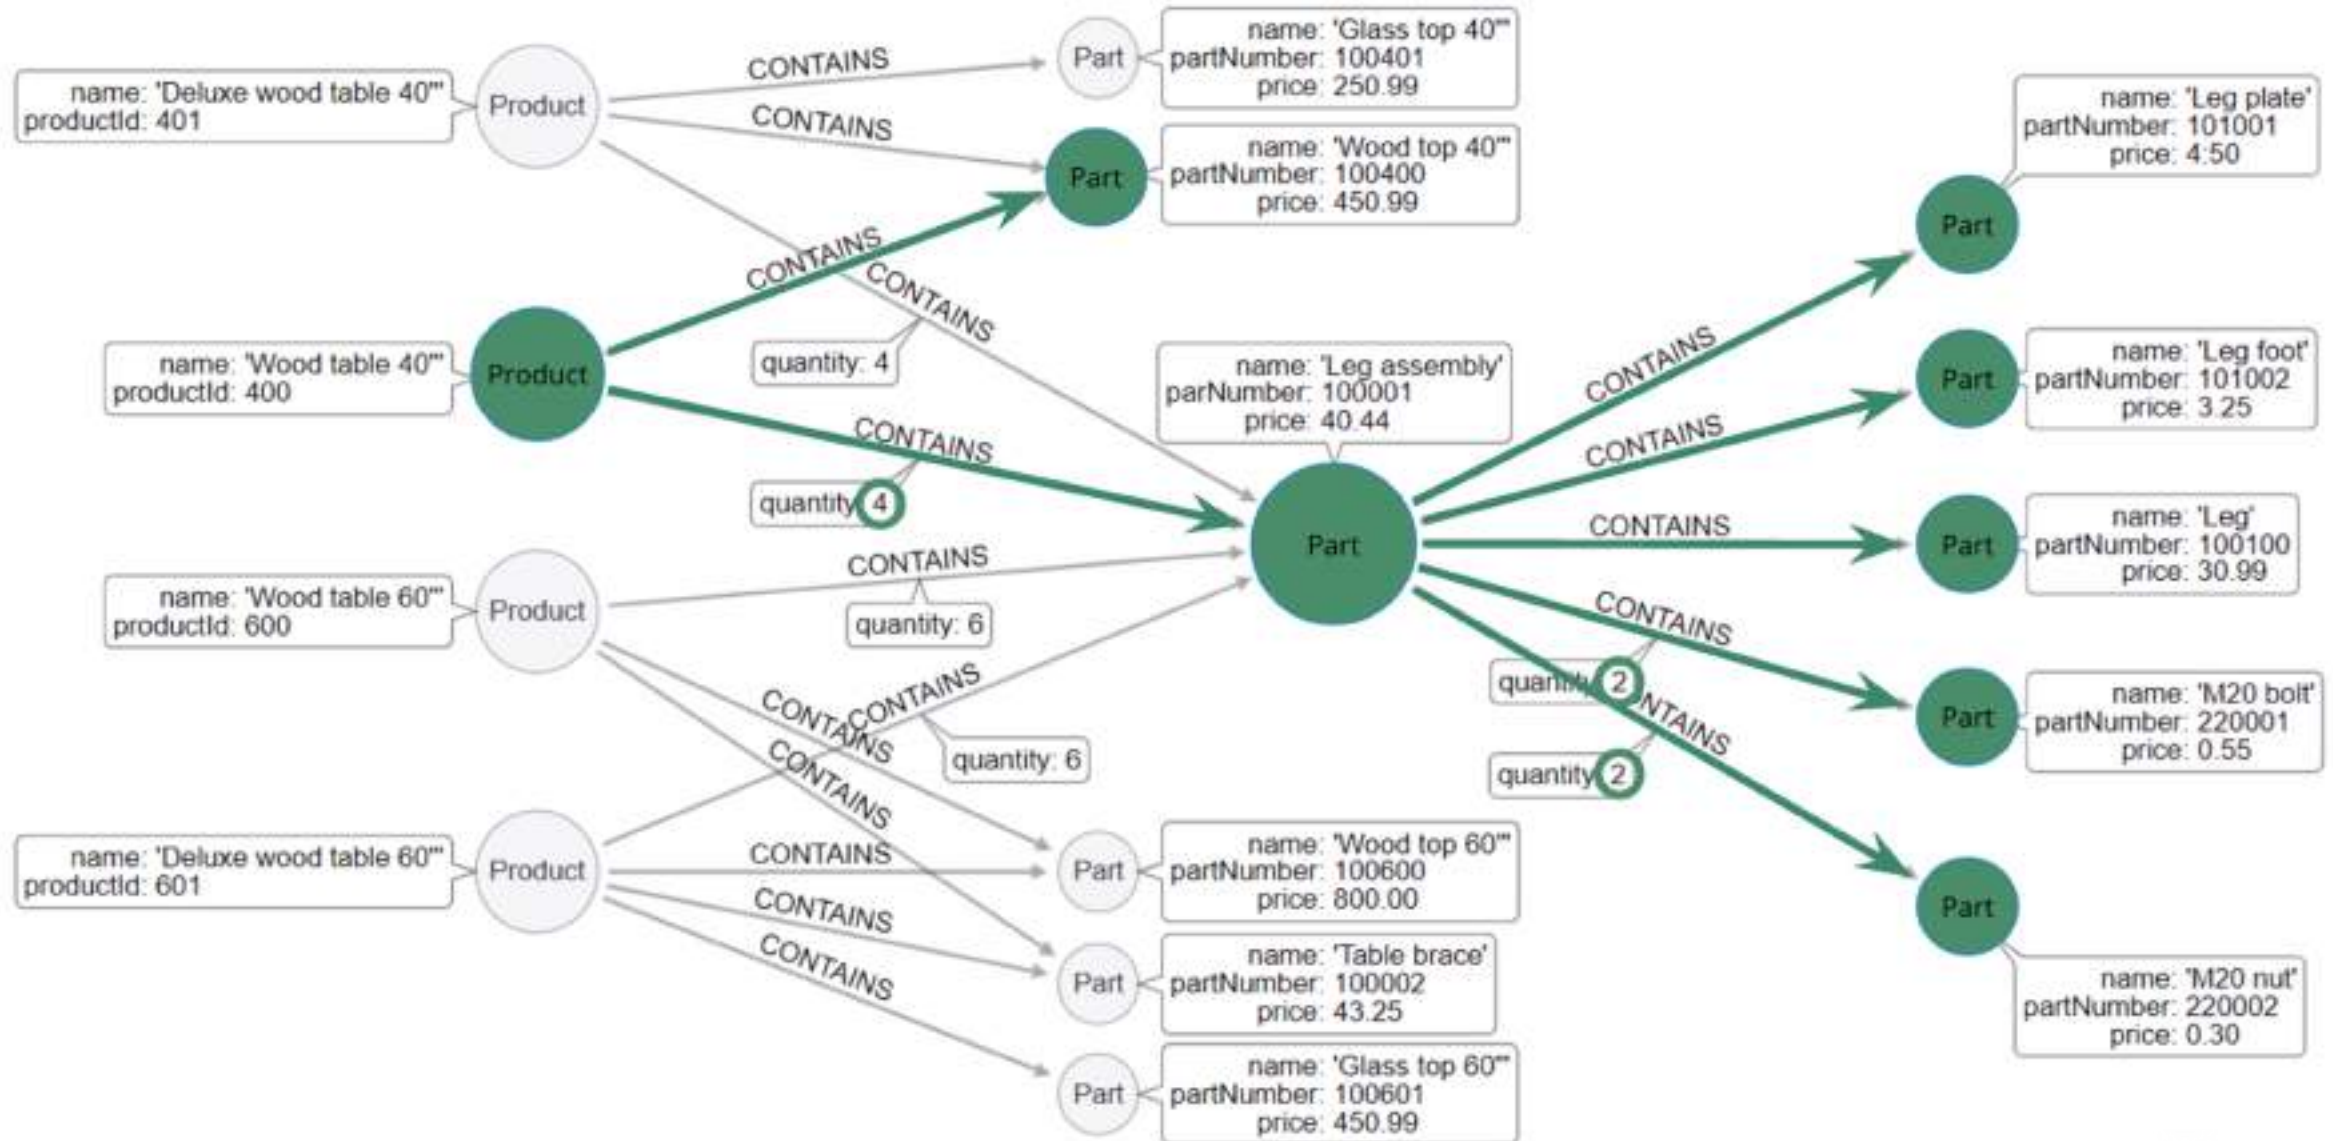 name: 'Deluxe wood table 40"'
productId: 401
Product
CONTAINS
CONTAINS
CONTAINS
quantity: 4
Part
name: 'Glass top 40"'
partNumber: 100401
price: 250.99
Part
name: 'Wood top 40"'
partNumber: 100400
price: 450.99
name: 'Wood table 40"'
productId: 400
Product
CONTAINS
CONTAINS
quantity 4
name: 'Leg assembly'
parNumber: 100001
price: 40.44
Part
name: 'Wood table 60"'
productId: 600
Product
CONTAINS
quantity: 6
CONTAINS
CONTAINS
name: 'Deluxe wood table 60"'
productId: 601
Product
CONTAINS
quantity: 6
CONTAINS
CONTAINS
CONTAINS
Part
name: 'Wood top 60"'
partNumber: 100600
price: 800.00
Part
name: 'Table brace'
partNumber: 100002
price: 43.25
Part
name: 'Glass top 60"'
partNumber: 100601
price: 450.99
CONTAINS
CONTAINS
CONTAINS
CONTAINS
quantity 2
NTAINS
quantity 2
Part
name: 'Leg plate'
partNumber: 101001
price: 4:50
Part
name: 'Leg foot'
partNumber: 101002
price: 3.25
Part
name: 'Leg'
partNumber: 100100
price: 30.99
Part
name: 'M20 bolt'
partNumber: 220001
price: 0.55
Part
name: 'M20 nut'
partNumber: 220002
price: 0.30